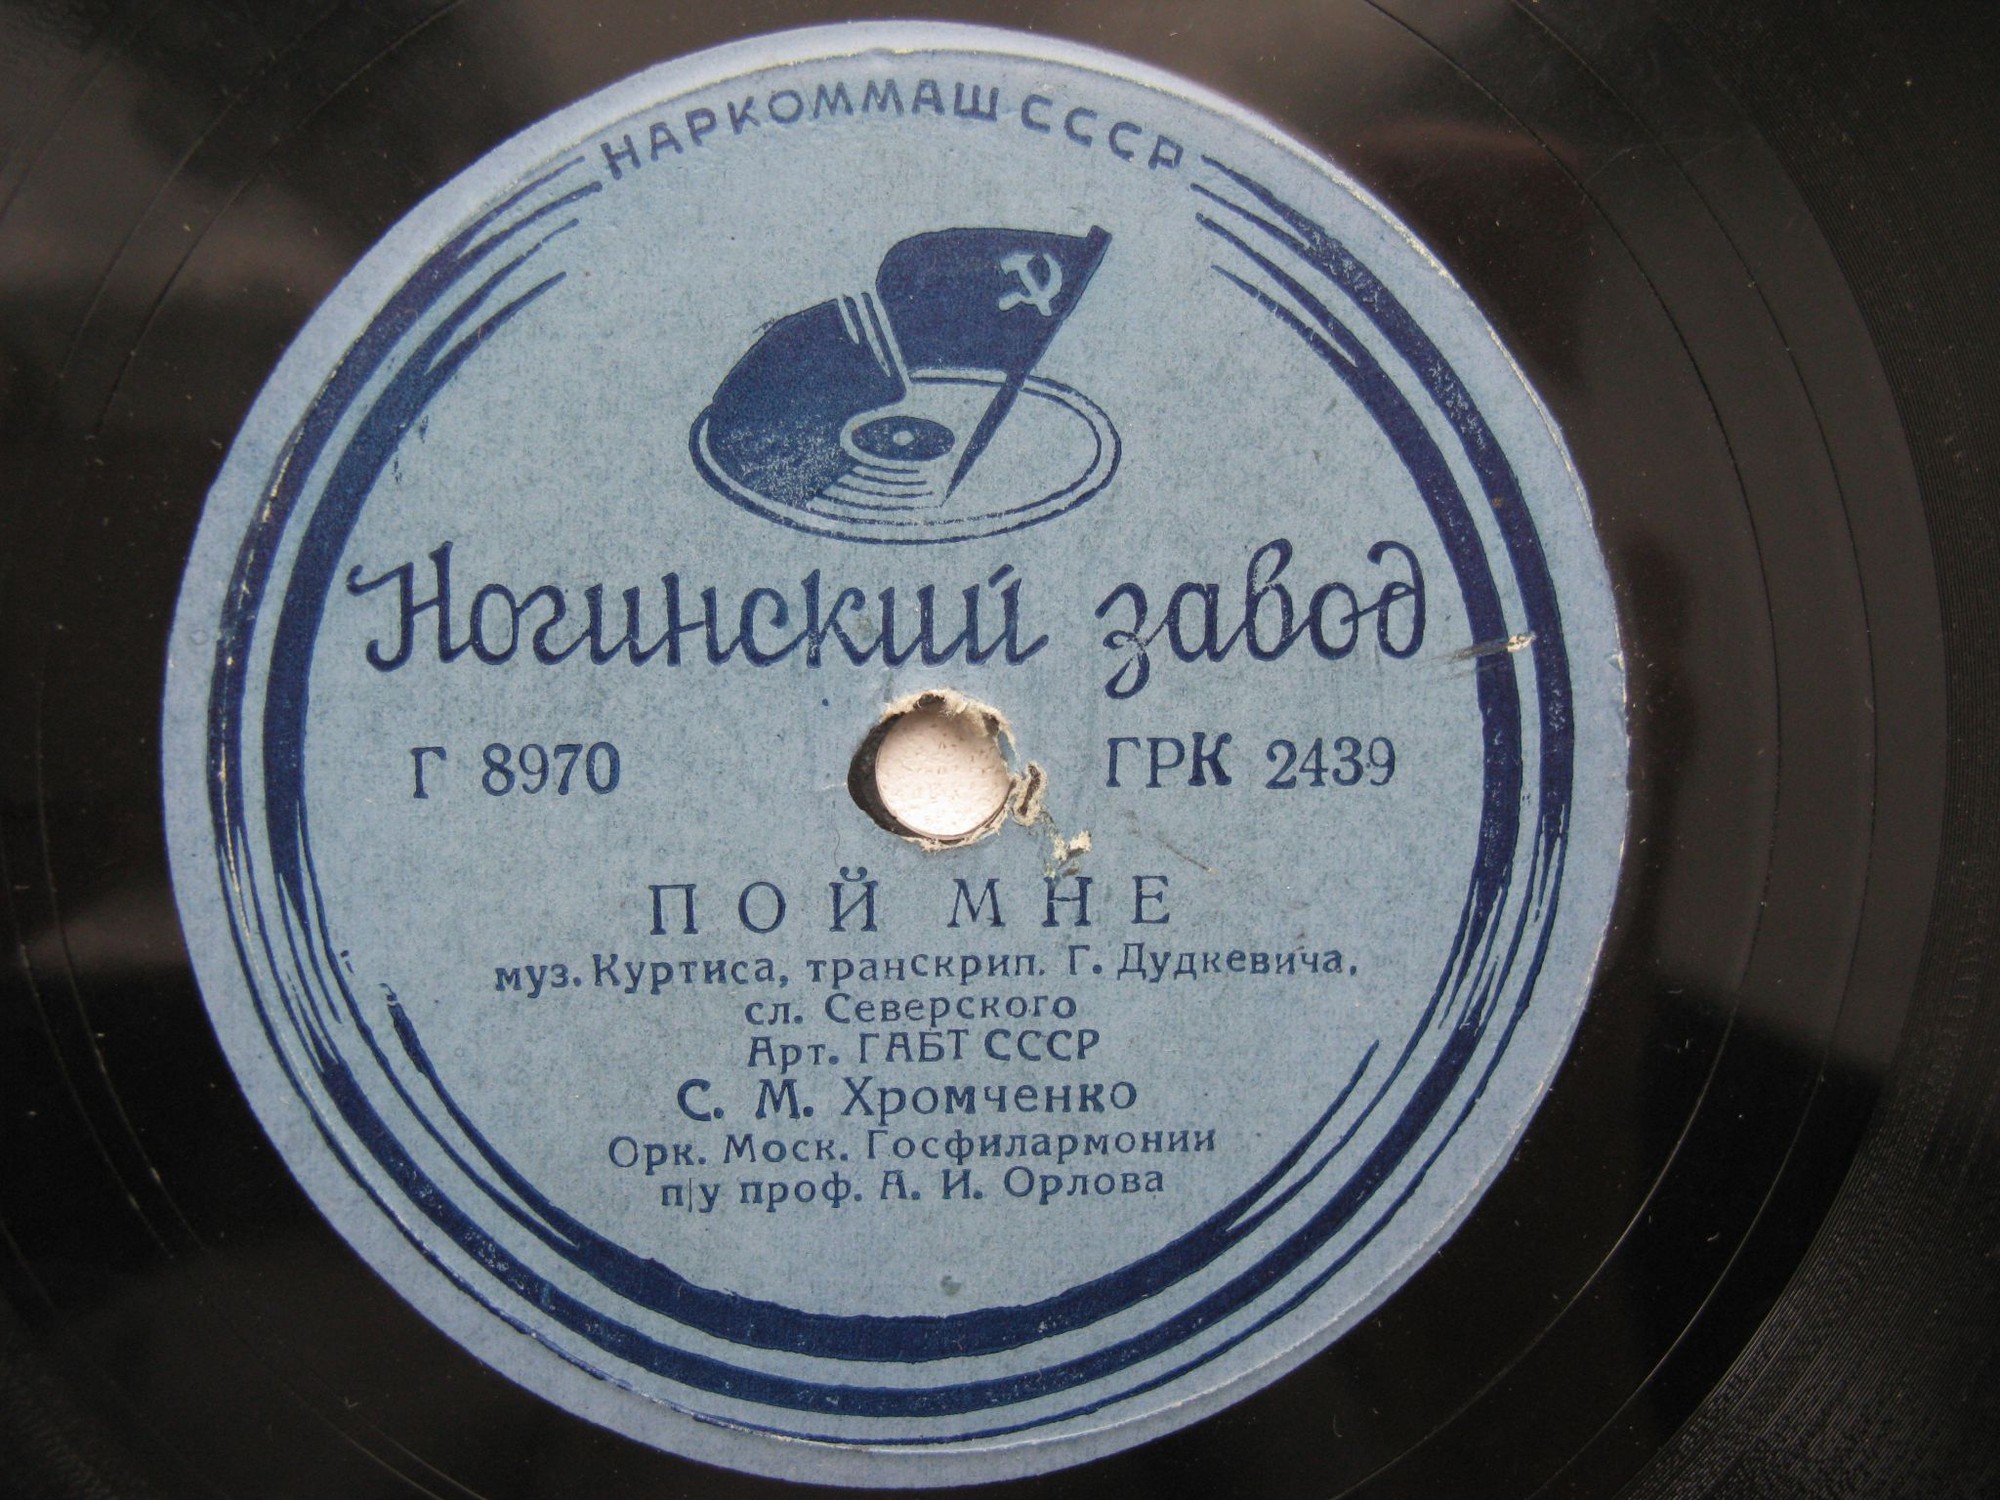 НАРКОММАШ СССР
Ногинский завод
Г 8970 ГРК 2439
ПОЙ МНЕ
муз. Куртиса, транскрип. Г. Дудкевича,
сл. Северского
Арт. ГАБТ СССР
С. М. Хромченко
Орк. Моск. Госфилармонии
п/у проф. А. И. Орлова